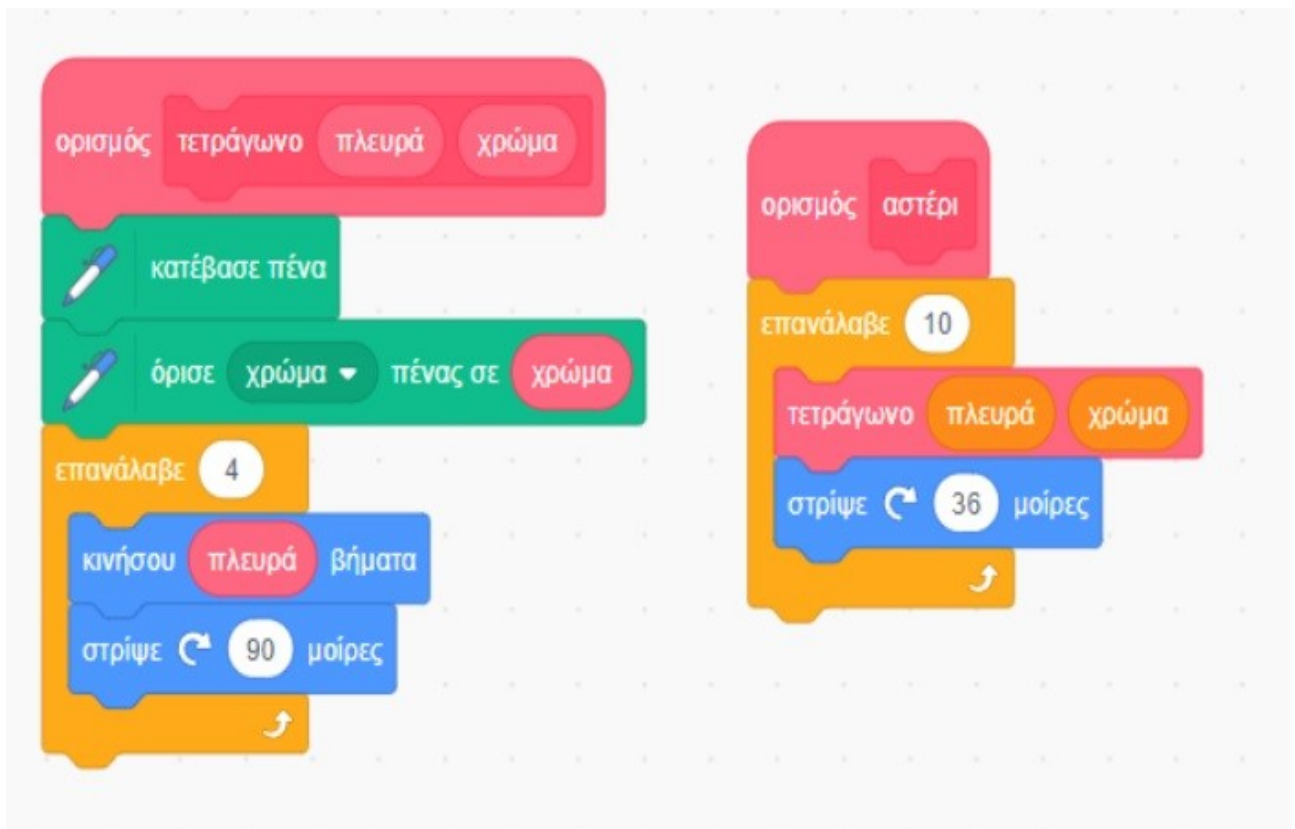 ορισμός τετράγωνο πλευρά χρώμα
κατέβασε πένα
όρισε χρώμα πένας σε χρώμα
επανάλαβε 4
κινήσου πλευρά βήματα
στρίψε 90 μοίρες
ορισμός αστέρι
επανάλαβε 10
τετράγωνο πλευρά χρώμα
στρίψε 36 μοίρες